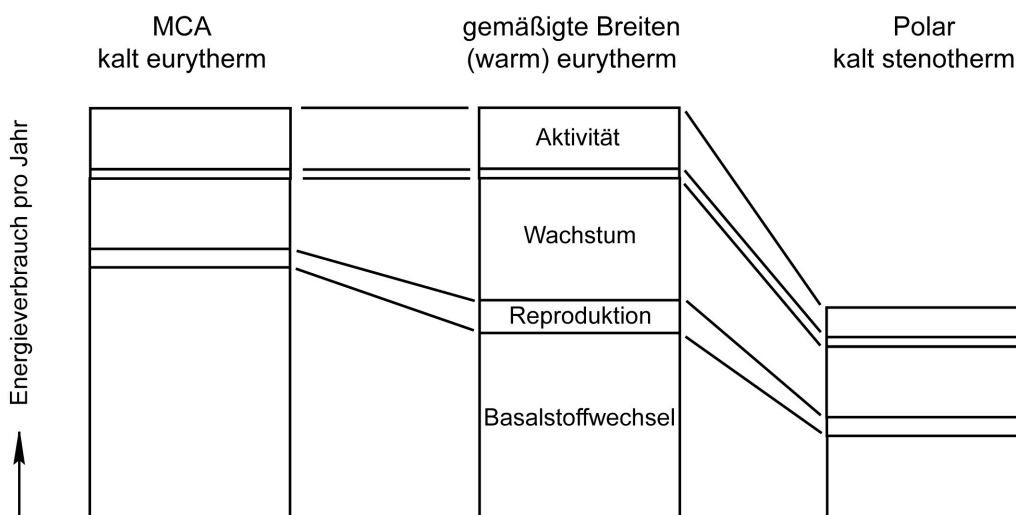 MCA
kalt eurytherm
gemäßigte Breiten
(warm) eurytherm
Polar
kalt stenotherm
Energieverbrauch pro Jahr
Aktivität
Wachstum
Reproduktion
Basalstoffwechsel